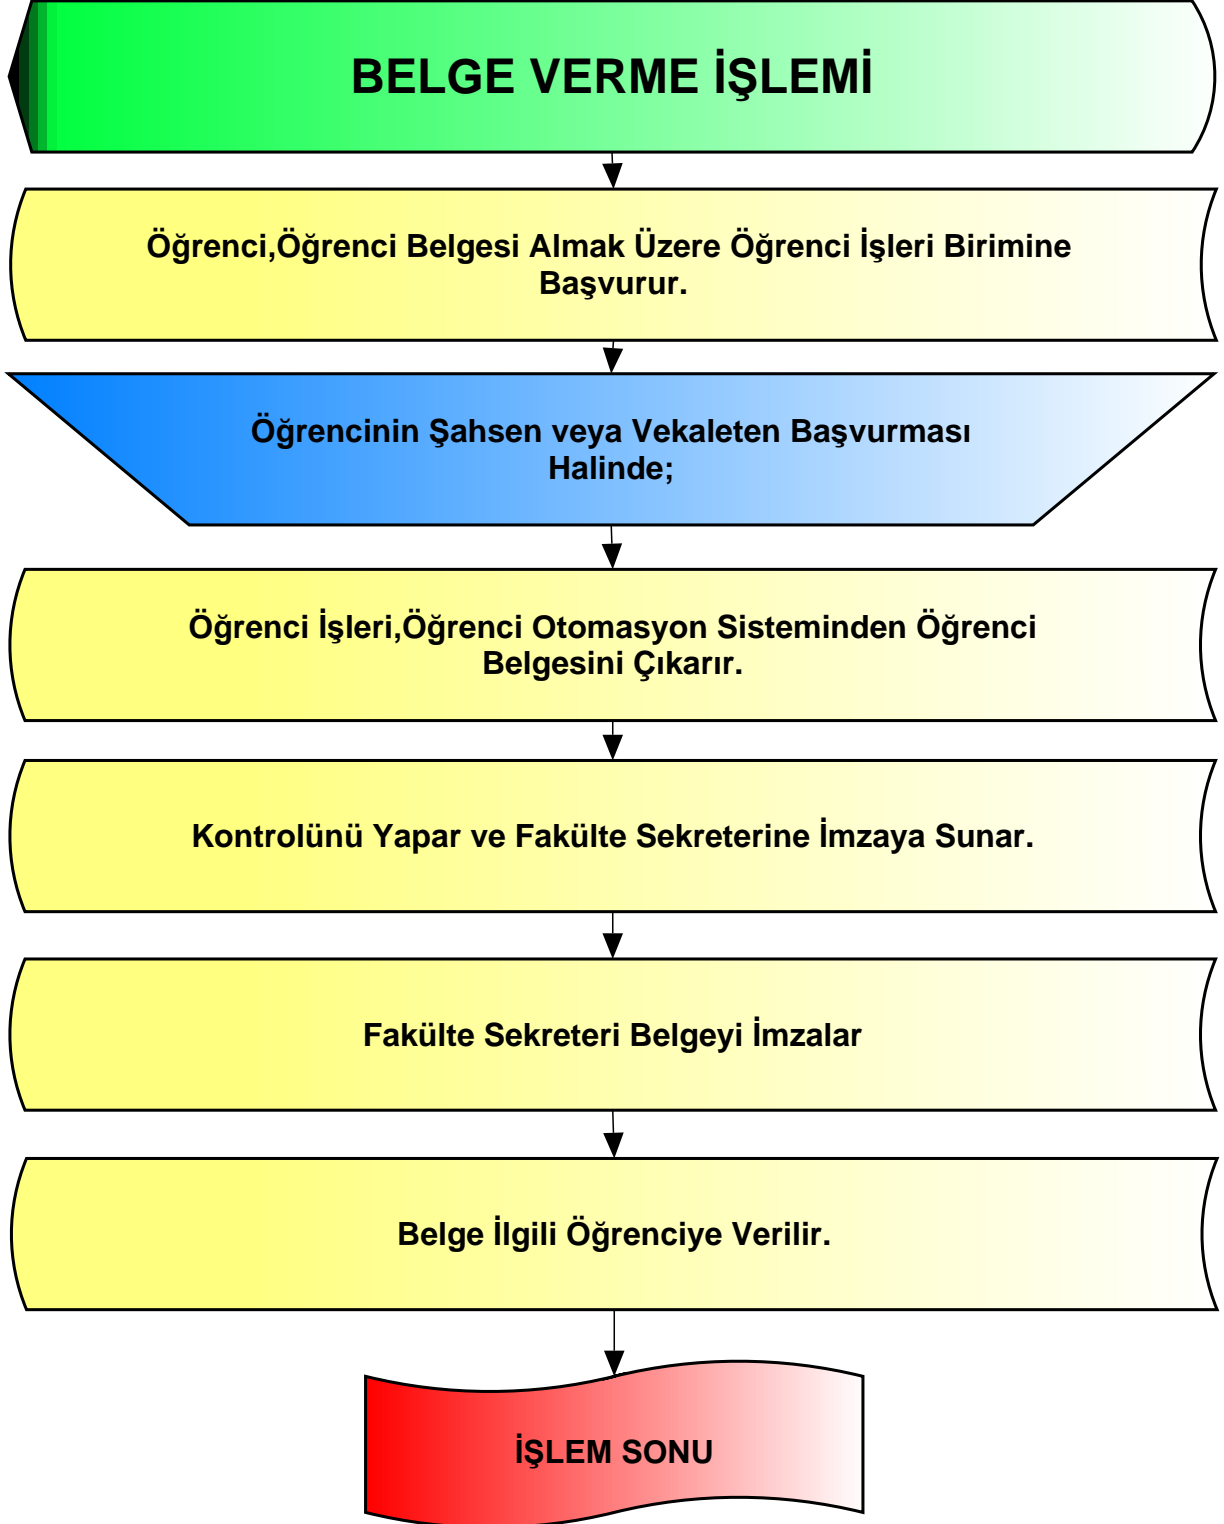 BELGE VERME İŞLEMİ
Öğrenci,Öğrenci Belgesi Almak Üzere Öğrenci İşleri Birimine
Başvurur.
Öğrencinin Şahsen veya Vekaleten Başvurması
Halinde;
Öğrenci İşleri,Öğrenci Otomasyon Sisteminden Öğrenci
Belgesini Çıkarır.
Kontrolünü Yapar ve Fakülte Sekreterine İmzaya Sunar.
Fakülte Sekreteri Belgeyi İmzalar
Belge İlgili Öğrenciye Verilir.
İŞLEM SONU